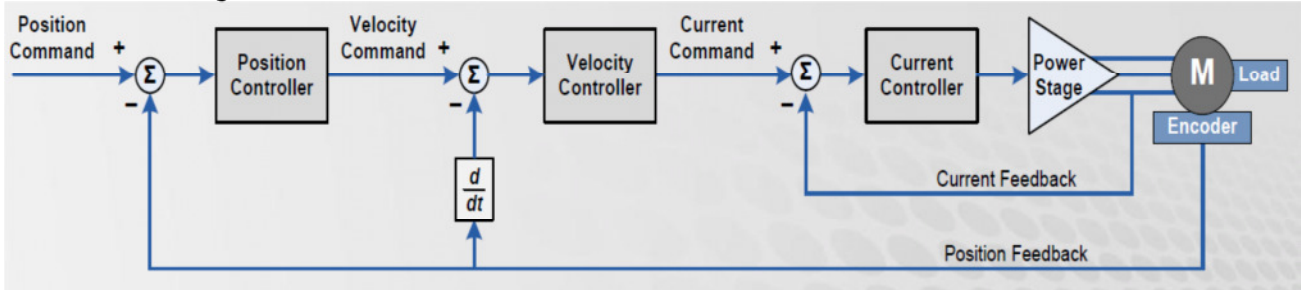 Position
Command
+
Σ
−
Position
Controller
Velocity
Command
+
Σ
−
Velocity
Controller
Current
Command
+
Σ
−
Current
Controller
Power
Stage
M
Load
Encoder
d
dt
Current Feedback
Position Feedback